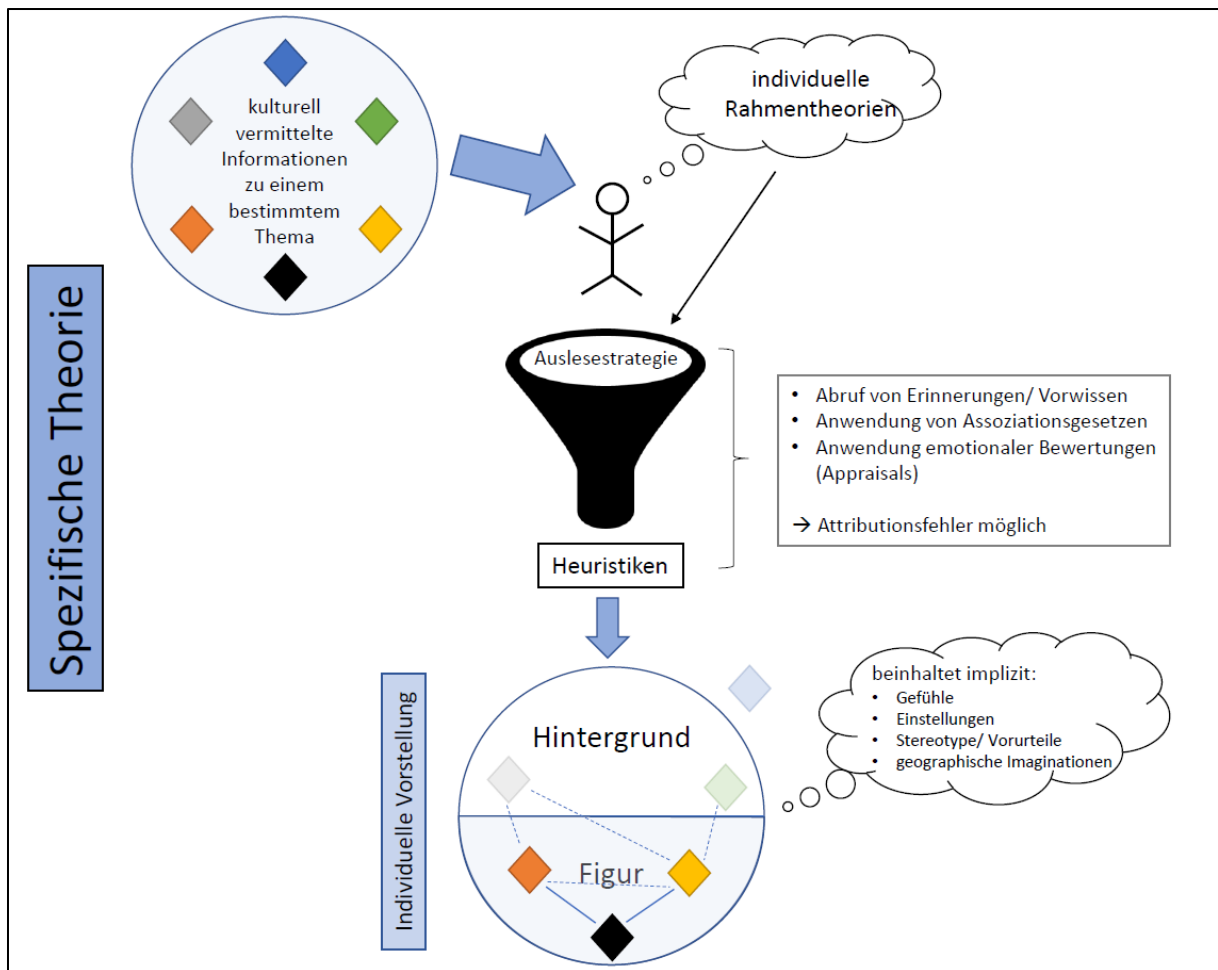 Spezifische Theorie
kulturell
vermittelte
Informationen
zu einem
bestimmtem
Thema
individuelle
Rahmentheorien
Auslesestrategie
• Abruf von Erinnerungen/ Vorwissen
• Anwendung von Assoziationsgesetzen
• Anwendung emotionaler Bewertungen
(Appraisals)
→ Attributionsfehler möglich
Heuristiken
Individuelle Vorstellung
Hintergrund
Figur
beinhaltet implizit:
• Gefühle
• Einstellungen
• Stereotype/ Vorurteile
• geographische Imaginationen